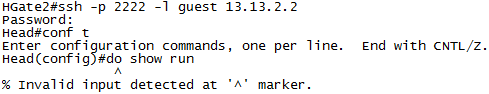 HGate2#ssh -p 2222 -l guest 13.13.2.2
Password:
Head#conf t
Enter configuration commands, one per line.  End with CNTL/Z.
Head(config)#do show run
              ^
% Invalid input detected at '^' marker.